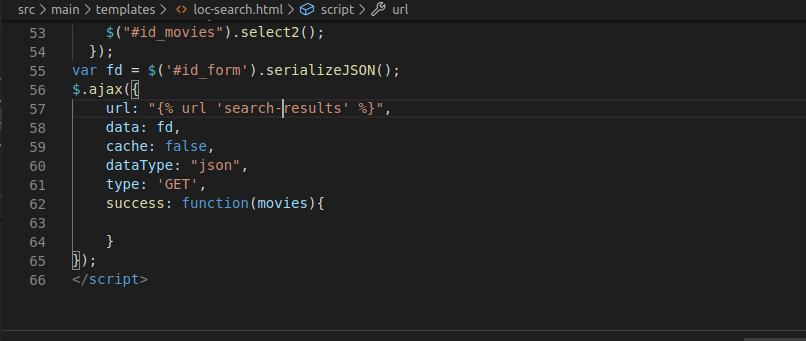 src > main > templates > loc-search.html > script > url
53 $("#id_movies").select2();
54 });
55 var fd = $('#id_form').serializeJSON();
56 $.ajax({
57 url: "{% url 'search-results' %}",
58 data: fd,
59 cache: false,
60 dataType: "json",
61 type: 'GET',
62 success: function(movies){
63
64 }
65 });
66 </script>